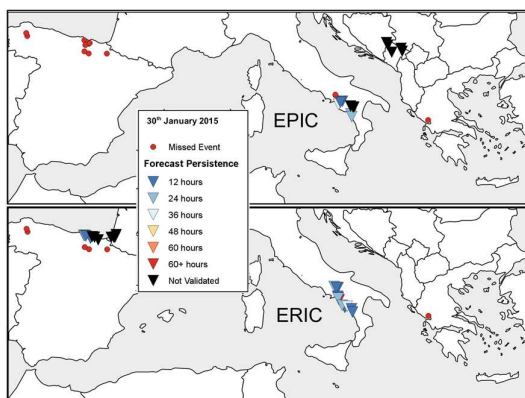 EPIC
30th January 2015
Missed Event
Forecast Persistence
12 hours
24 hours
36 hours
48 hours
60 hours
60+ hours
Not Validated
ERIC